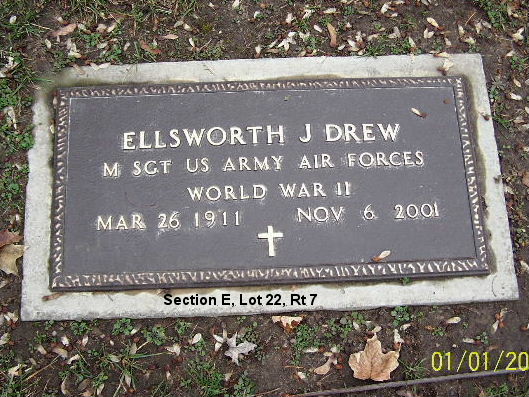 ELLSWORTH J DREW
M SGT US ARMY AIR FORCES
WORLD WAR II
MAR 26 1911 NOV 6 2001
Section E, Lot 22, Rt 7
01/01/20